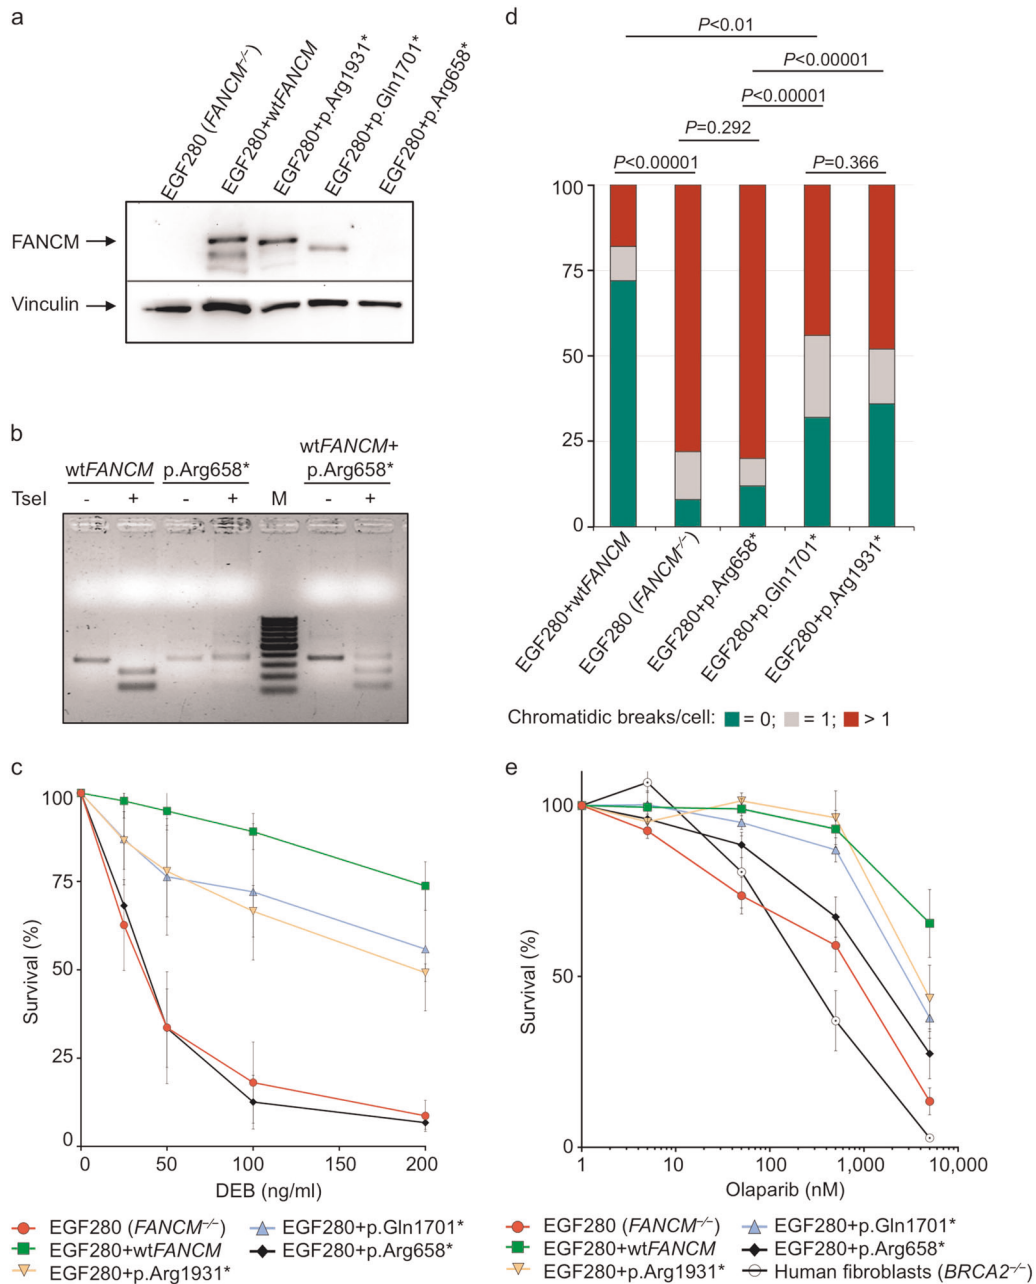 a
EGF280 (FANCM⁻/⁻)
EGF280+wtFANCM
EGF280+p.Arg1931*
EGF280+p.Gln1701*
EGF280+p.Arg658*
FANCM
Vinculin
b
wtFANCM p.Arg658* wtFANCM+
p.Arg658*
TseI - + - + M - +
c
100
75
50
25
0
Survival (%)
0 50 100 150 200
DEB (ng/ml)
EGF280 (FANCM⁻/⁻)
EGF280+wtFANCM
EGF280+p.Arg1931*
EGF280+p.Gln1701*
EGF280+p.Arg658*
d
P<0.01
P<0.00001
P<0.00001
P=0.292
P<0.00001
P=0.366
100
75
50
25
0
EGF280+wtFANCM
EGF280 (FANCM⁻/⁻)
EGF280+p.Arg658*
EGF280+p.Gln1701*
EGF280+p.Arg1931*
Chromatidic breaks/cell: = 0; = 1; > 1
e
100
50
0
Survival (%)
1 10 100 1,000 10,000
Olaparib (nM)
EGF280 (FANCM⁻/⁻)
EGF280+wtFANCM
EGF280+p.Arg1931*
EGF280+p.Gln1701*
EGF280+p.Arg658*
Human fibroblasts (BRCA2⁻/⁻)